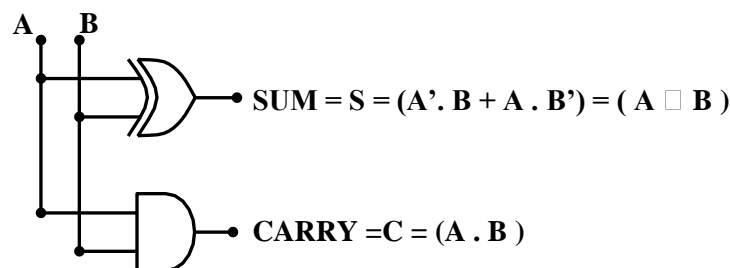 A B
SUM = S = (A’. B + A . B’) = ( A □ B )
CARRY =C = (A . B )